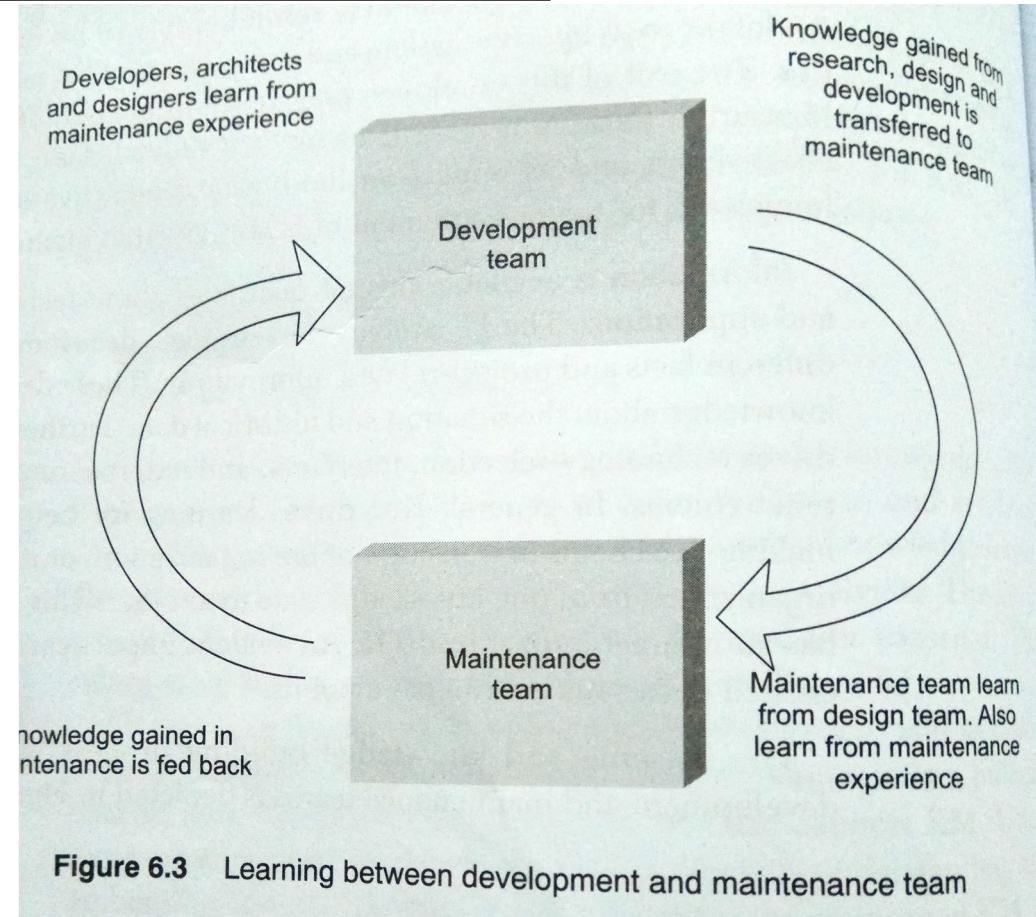 Developers, architects
and designers learn from
maintenance experience
Knowledge gained from
research, design and
development is
transferred to
maintenance team
Development
team
Maintenance
team
nowledge gained in
ntenance is fed back
Maintenance team learn
from design team. Also
learn from maintenance
experience
Figure 6.3 Learning between development and maintenance team